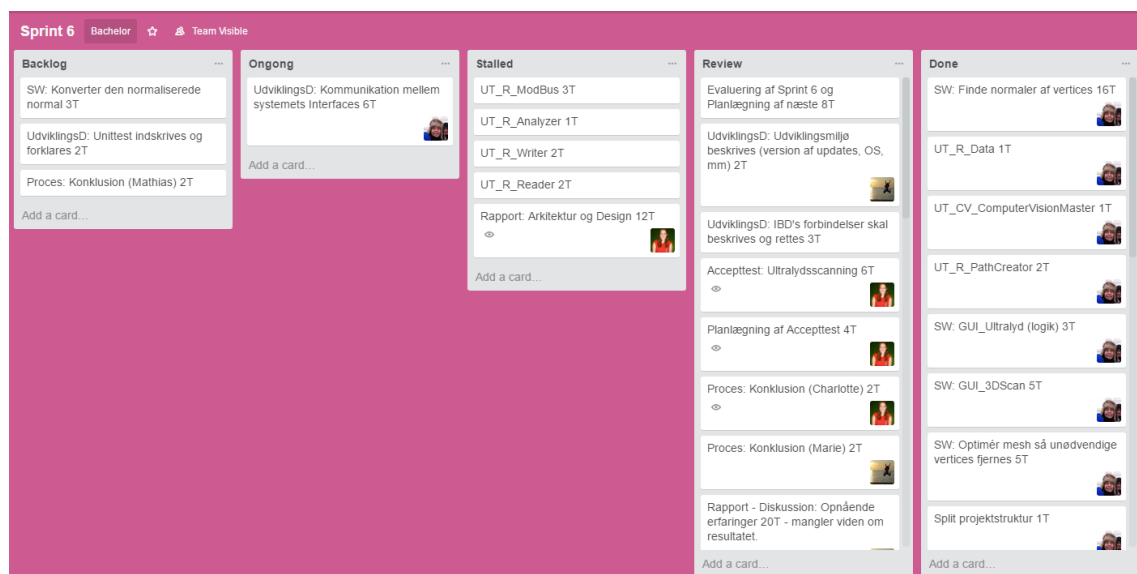 Sprint 6 Bachelor Team Visible
Backlog
SW: Konverter den normaliserede
normal 3T
UdviklingsD: Unittest indskrives og
forklares 2T
Proces: Konklusion (Mathias) 2T
Add a card...
Ongong
UdviklingsD: Kommunikation mellem
systemets Interfaces 6T
Add a card...
Stalled
UT_R_ModBus 3T
UT_R_Analyzer 1T
UT_R_Writer 2T
UT_R_Reader 2T
Rapport: Arkitektur og Design 12T
Add a card...
Review
Evaluering af Sprint 6 og
Planlægning af næste 8T
UdviklingsD: Udviklingsmiljø
beskrives (version af updates, OS,
mm) 2T
UdviklingsD: IBD's forbindelser skal
beskrives og rettes 3T
Accepttest: Ultralydsscanning 6T
Planlægning af Accepttest 4T
Proces: Konklusion (Charlotte) 2T
Proces: Konklusion (Marie) 2T
Rapport - Diskussion: Opnående
erfaringer 20T - mangler viden om
resultatet.
Add a card...
Done
SW: Finde normaler af vertices 16T
UT_R_Data 1T
UT_CV_ComputerVisionMaster 1T
UT_R_PathCreator 2T
SW: GUI_Ultralyd (logik) 3T
SW: GUI_3DScan 5T
SW: Optimér mesh så unødvendige
vertices fjernes 5T
Split projektstruktur 1T
Add a card...